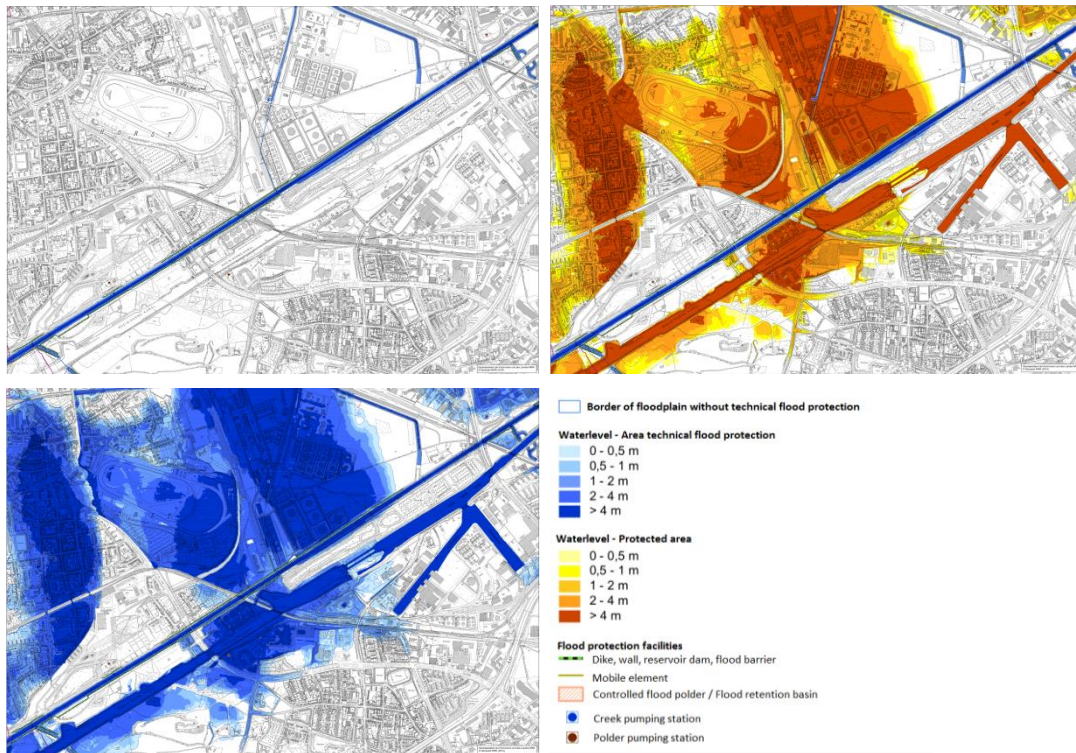 HORST
HORST
Border of floodplain without technical flood protection
Waterlevel - Area technical flood protection
0 - 0,5 m
0,5 - 1 m
1 - 2 m
2 - 4 m
> 4 m
Waterlevel - Protected area
0 - 0,5 m
0,5 - 1 m
1 - 2 m
2 - 4 m
> 4 m
Flood protection facilities
Dike, wall, reservoir dam, flood barrier
Mobile element
Controlled flood polder / Flood retention basin
Creek pumping station
Polder pumping station